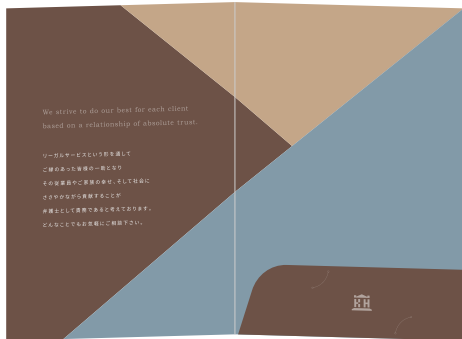 We strive to do our best for each client
based on a relationship of absolute trust.
リーガルサービスという形を通して
ご縁のあった皆様の一助となり
その従業員やご家族の幸せ、そして社会に
ささやかながら貢献することが
弁護士として責務であると考えております。
どんなことでもお気軽にご相談下さい。
KH